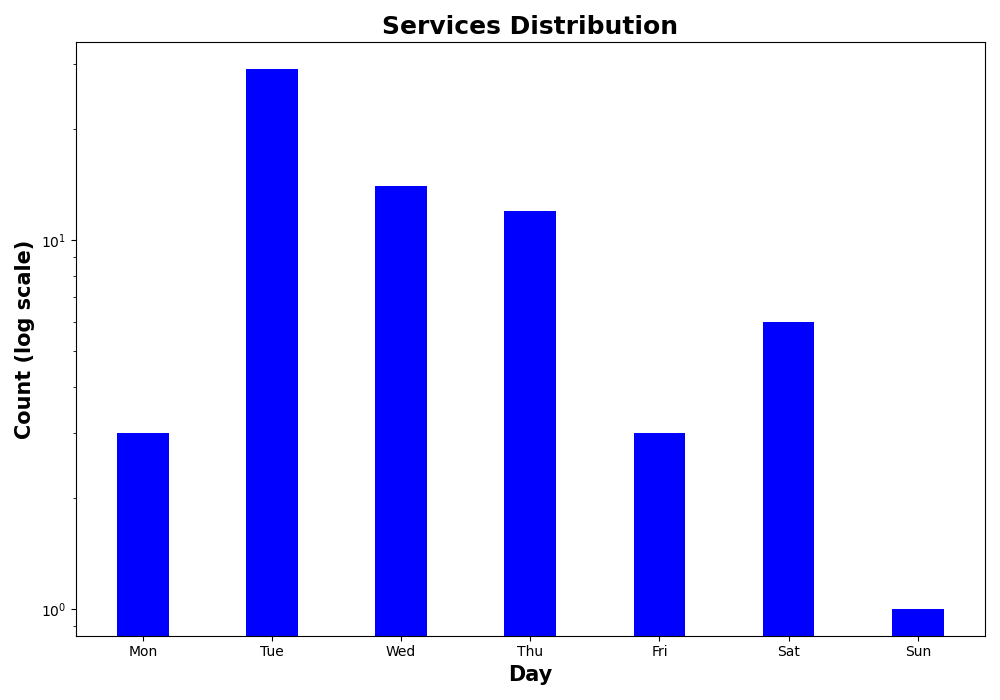 Services Distribution
Count (log scale)
10¹
10⁰
Mon Tue Wed Thu Fri Sat Sun
Day